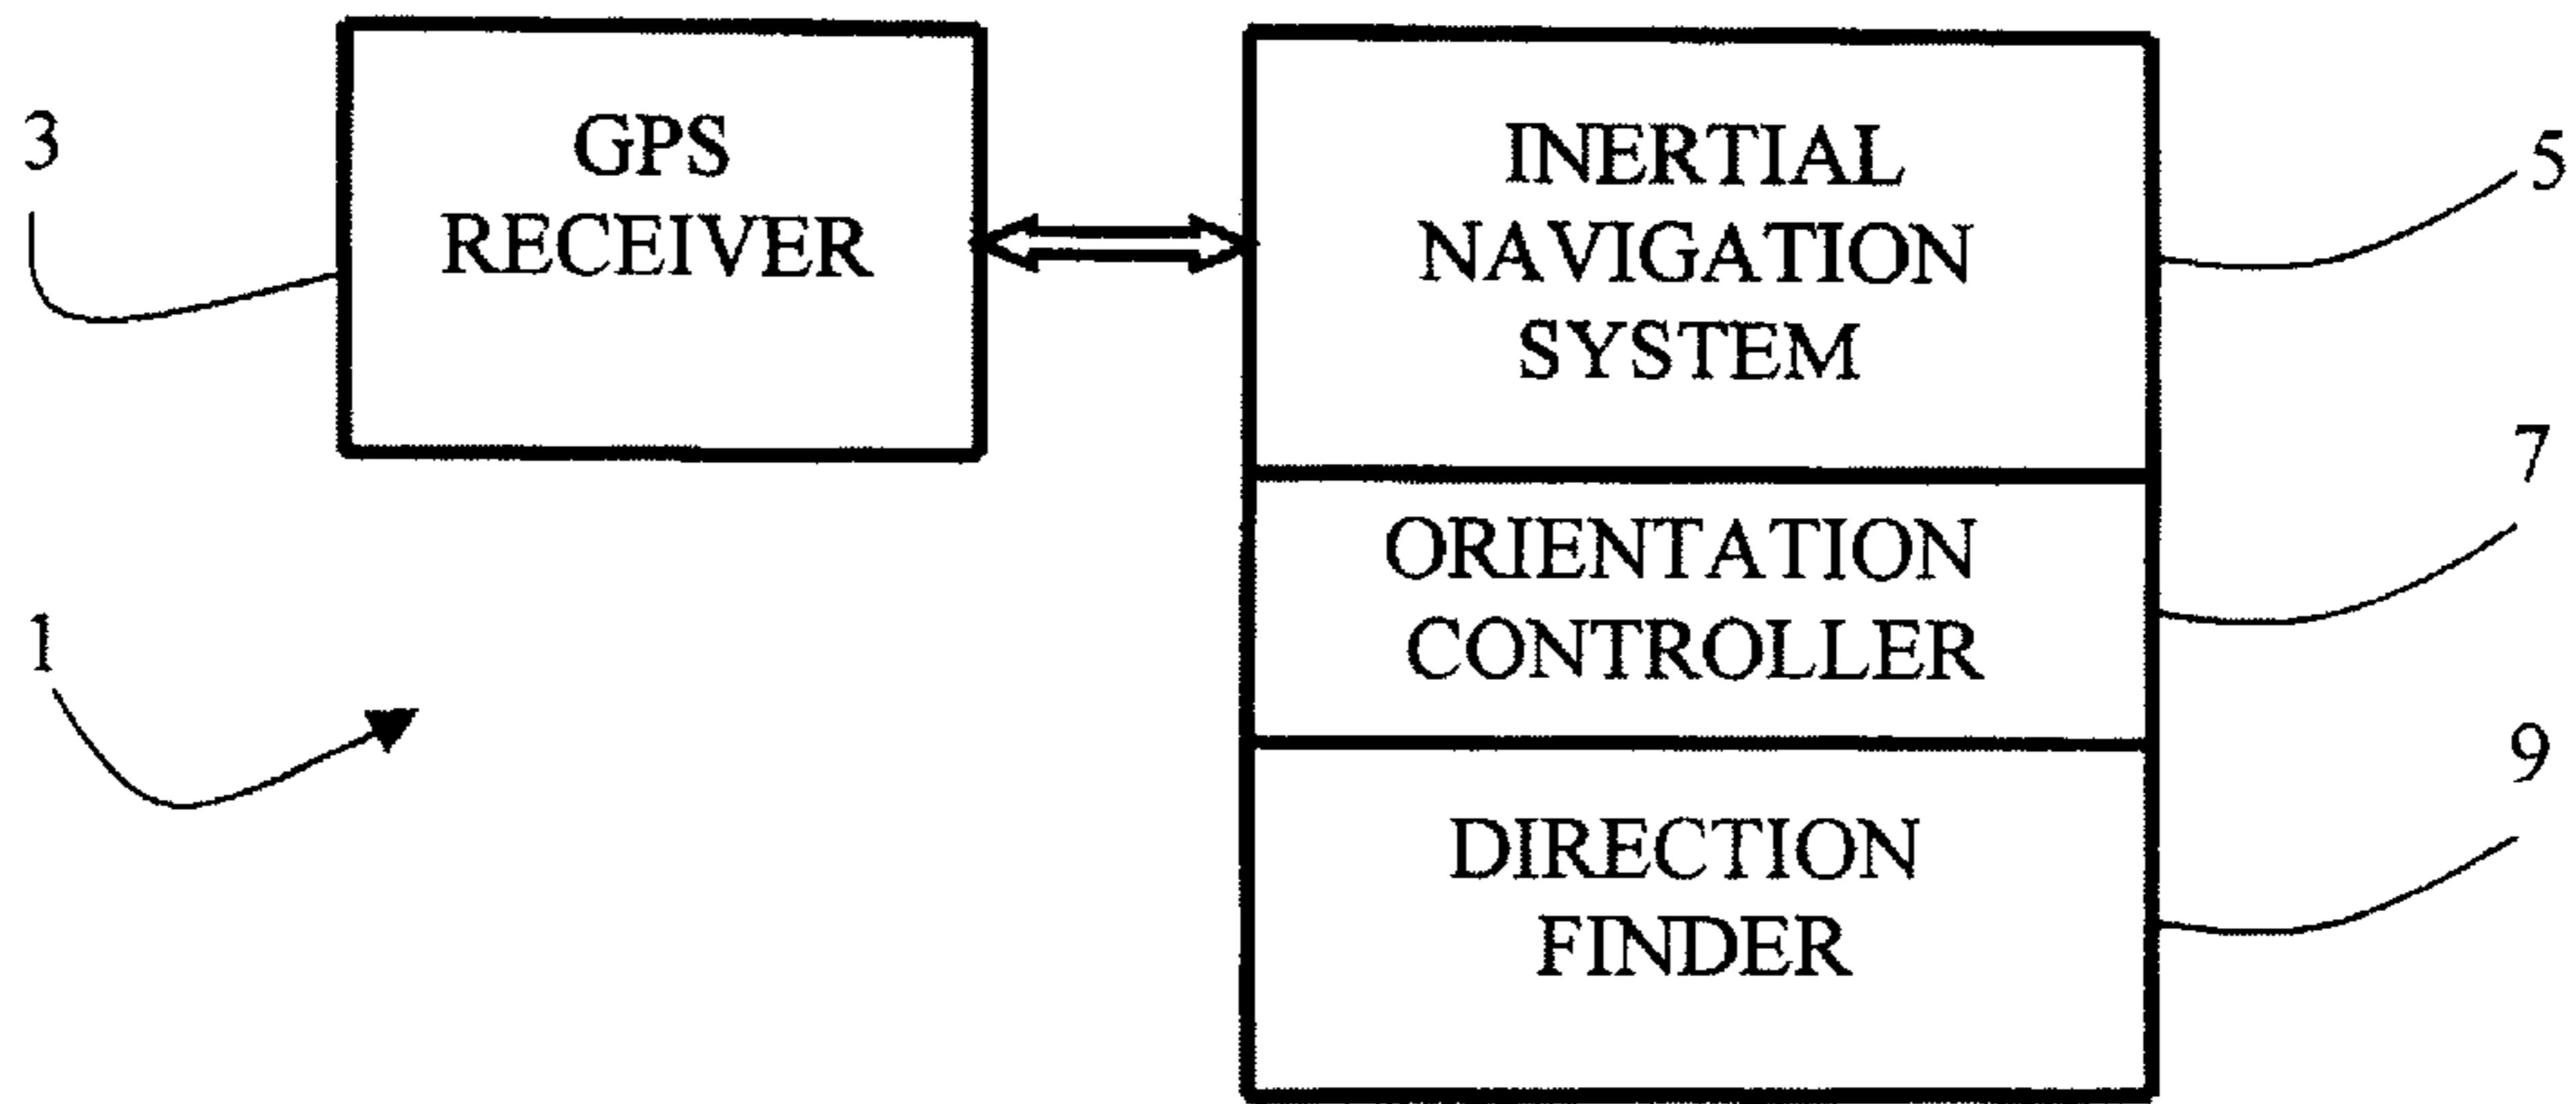 3
GPS
RECEIVER
INERTIAL
NAVIGATION
SYSTEM
5
ORIENTATION
CONTROLLER
7
1
DIRECTION
FINDER
9